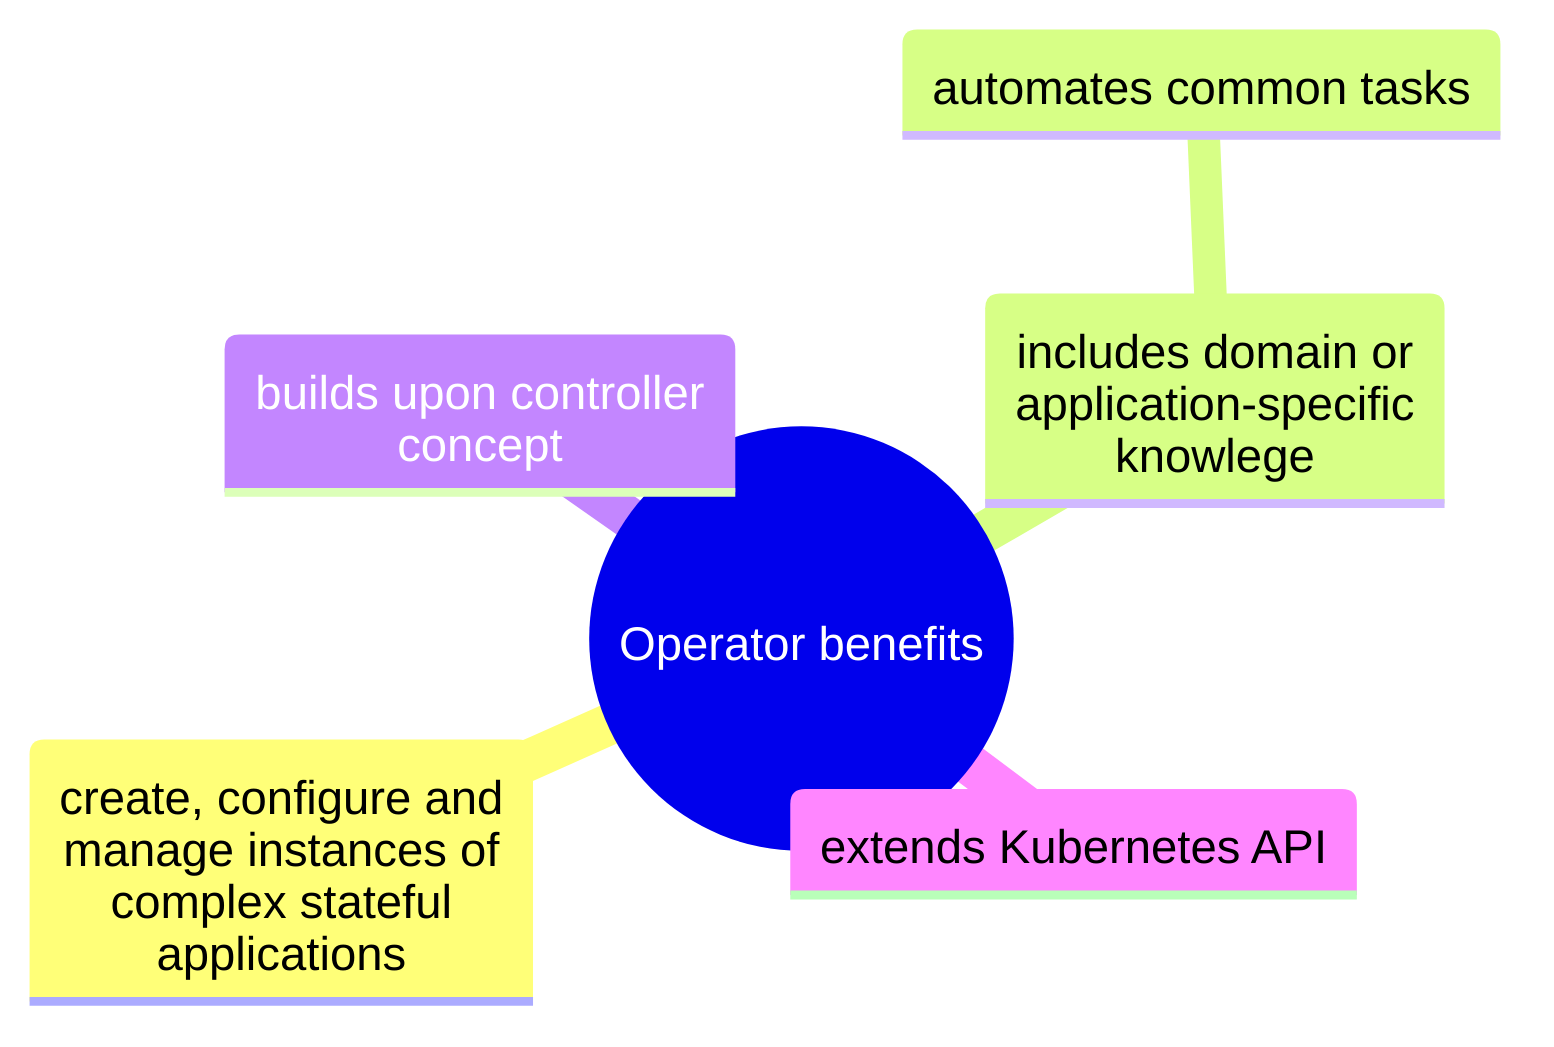 automates common tasks
includes domain or
application-specific
knowlege
builds upon controller
concept
Operator benefits
create, configure and
manage instances of
complex stateful
applications
extends Kubernetes API